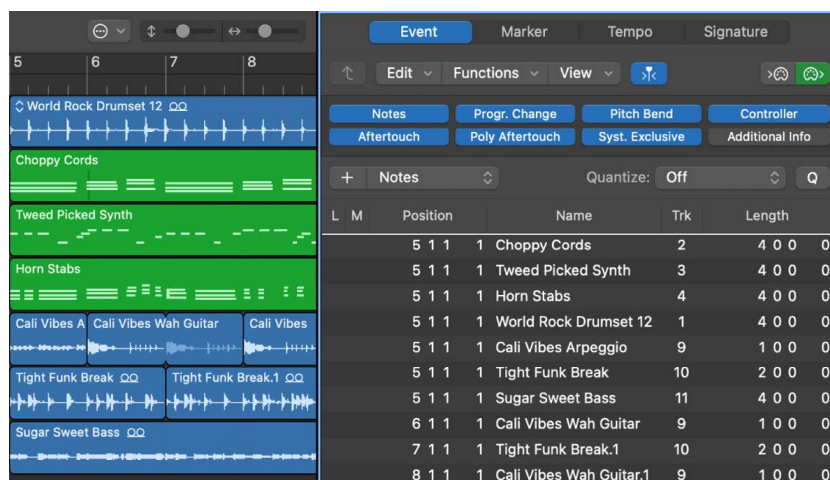 Event Marker Tempo Signature
5 6 7 8
Edit Functions View
World Rock Drumset 12
Notes Progr. Change Pitch Bend Controller
Aftertouch Poly Aftertouch Syst. Exclusive Additional Info
Choppy Cords
+ Notes Quantize: Off Q
Tweed Picked Synth
L M Position Name Trk Length
5 1 1 1 Choppy Cords 2 4 0 0 0
Horn Stabs
5 1 1 1 Tweed Picked Synth 3 4 0 0 0
5 1 1 1 Horn Stabs 4 4 0 0 0
Cali Vibes A Cali Vibes Wah Guitar Cali Vibes
5 1 1 1 World Rock Drumset 12 1 4 0 0 0
5 1 1 1 Cali Vibes Arpeggio 9 1 0 0 0
Tight Funk Break Tight Funk Break.1
5 1 1 1 Tight Funk Break 10 2 0 0 0
5 1 1 1 Sugar Sweet Bass 11 4 0 0 0
Sugar Sweet Bass
6 1 1 1 Cali Vibes Wah Guitar 9 1 0 0 0
7 1 1 1 Tight Funk Break.1 10 2 0 0 0
8 1 1 1 Cali Vibes Wah Guitar.1 9 1 0 0 0